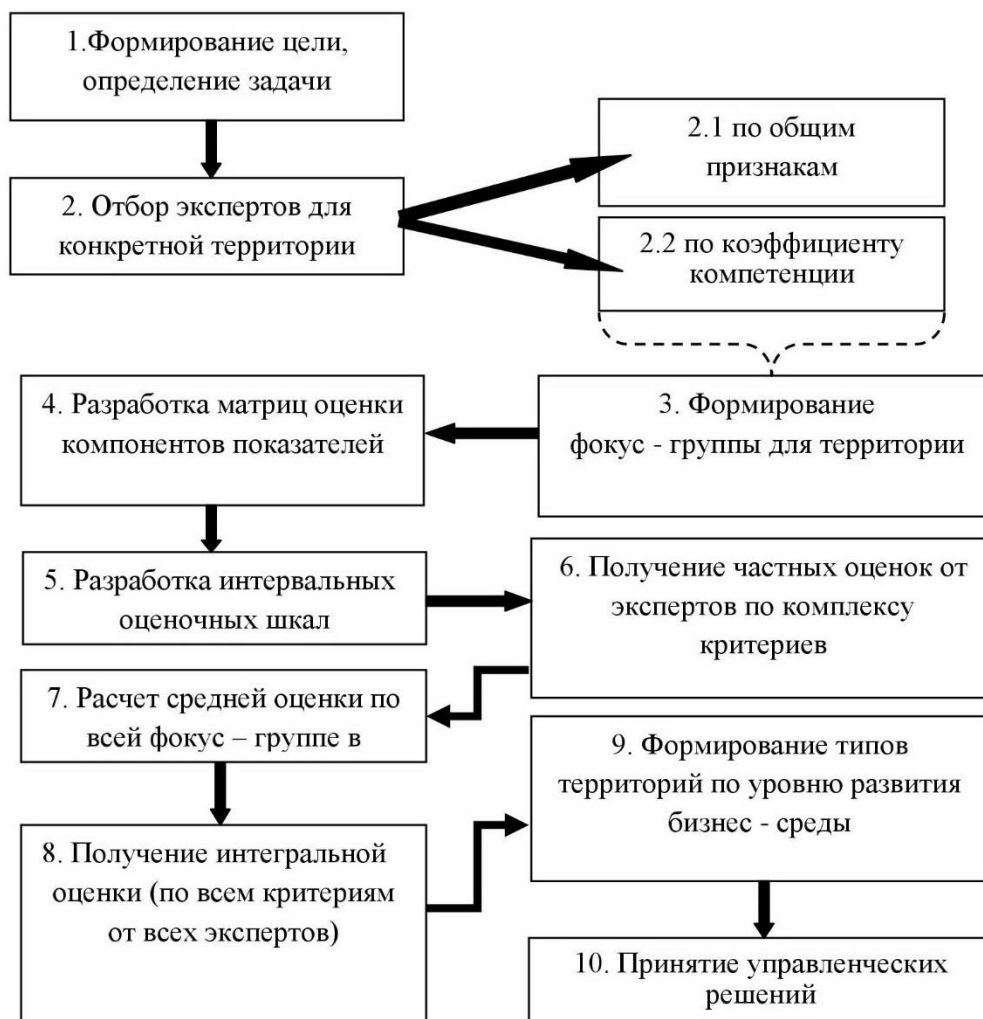 1.Формирование цели,
определение задачи
2. Отбор экспертов для
конкретной территории
2.1 по общим
признакам
2.2 по коэффициенту
компетенции
3. Формирование
фокус - группы для территории
4. Разработка матриц оценки
компонентов показателей
5. Разработка интервальных
оценочных шкал
6. Получение частных оценок от
экспертов по комплексу
критериев
7. Расчет средней оценки по
всей фокус – группе в
8. Получение интегральной
оценки (по всем критериям
от всех экспертов)
9. Формирование типов
территорий по уровню развития
бизнес - среды
10. Принятие управленческих
решений